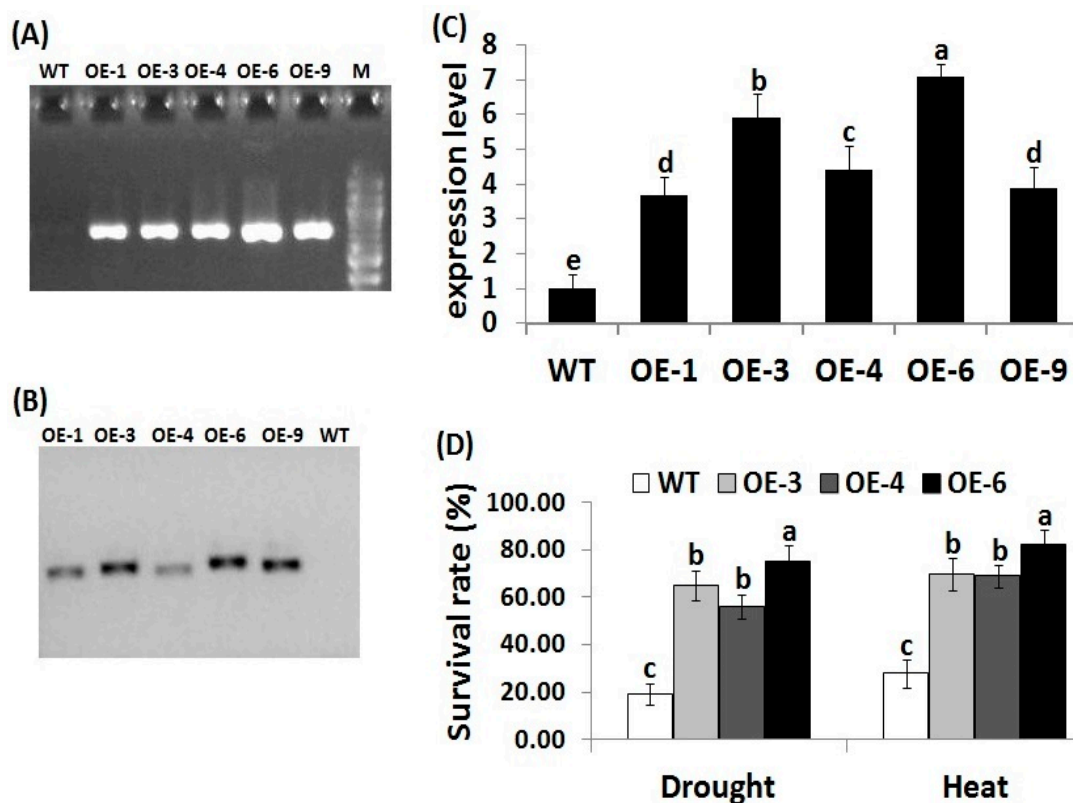 (A)
WT OE-1 OE-3 OE-4 OE-6 OE-9 M
(B)
OE-1 OE-3 OE-4 OE-6 OE-9 WT
(C)
expression level
8
7
6
5
4
3
2
1
0
e
d
b
c
a
d
WT OE-1 OE-3 OE-4 OE-6 OE-9
(D)
WT OE-3 OE-4 OE-6
Survival rate (%)
100.00
80.00
60.00
40.00
20.00
0.00
c
b
b
a
c
b
b
a
Drought Heat